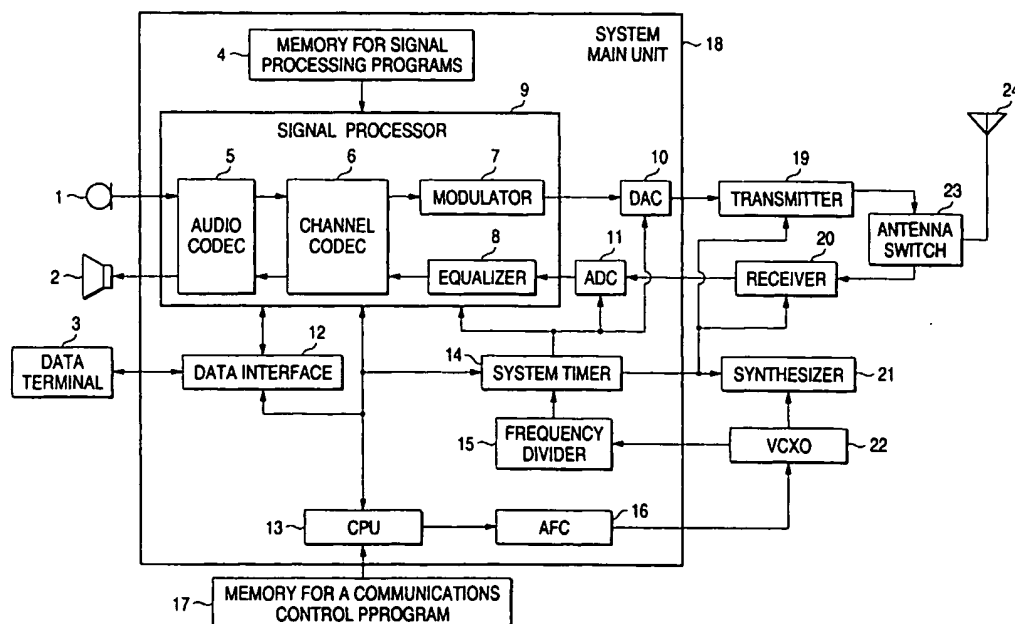 SYSTEM
MAIN UNIT
18
4
MEMORY FOR SIGNAL
PROCESSING PROGRAMS
24
9
SIGNAL PROCESSOR
5
6
7
10
19
1
AUDIO
CODEC
CHANNEL
CODEC
MODULATOR
DAC
TRANSMITTER
23
ANTENNA
SWITCH
8
11
20
2
EQUALIZER
ADC
RECEIVER
3
12
14
DATA
TERMINAL
DATA INTERFACE
SYSTEM TIMER
SYNTHESIZER
21
15
FREQUENCY
DIVIDER
VCXO
22
16
13
CPU
AFC
17
MEMORY FOR A COMMUNICATIONS
CONTROL PPROGRAM